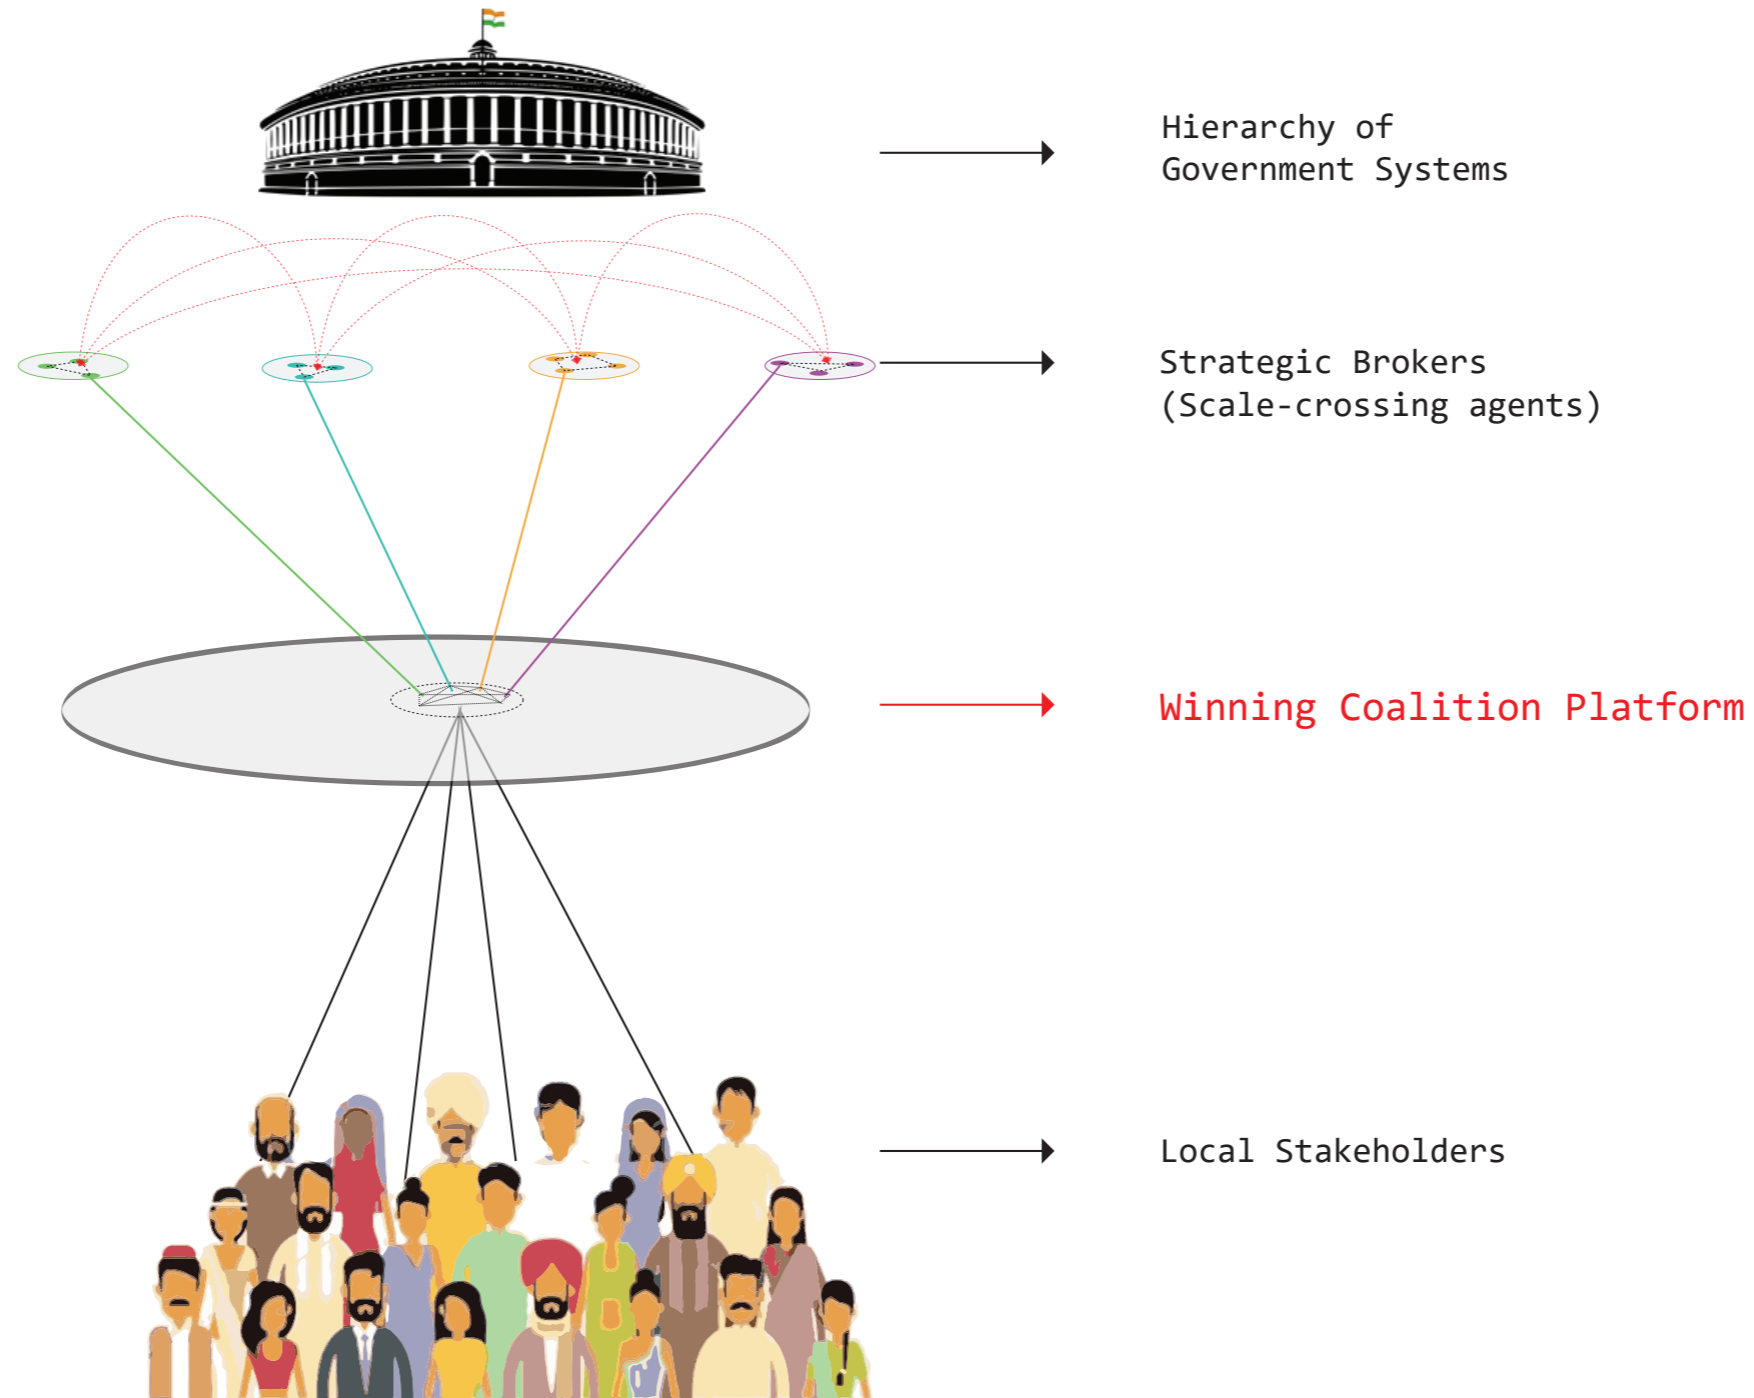 Hierarchy of
Government Systems
Strategic Brokers
(Scale-crossing agents)
Winning Coalition Platform
Local Stakeholders